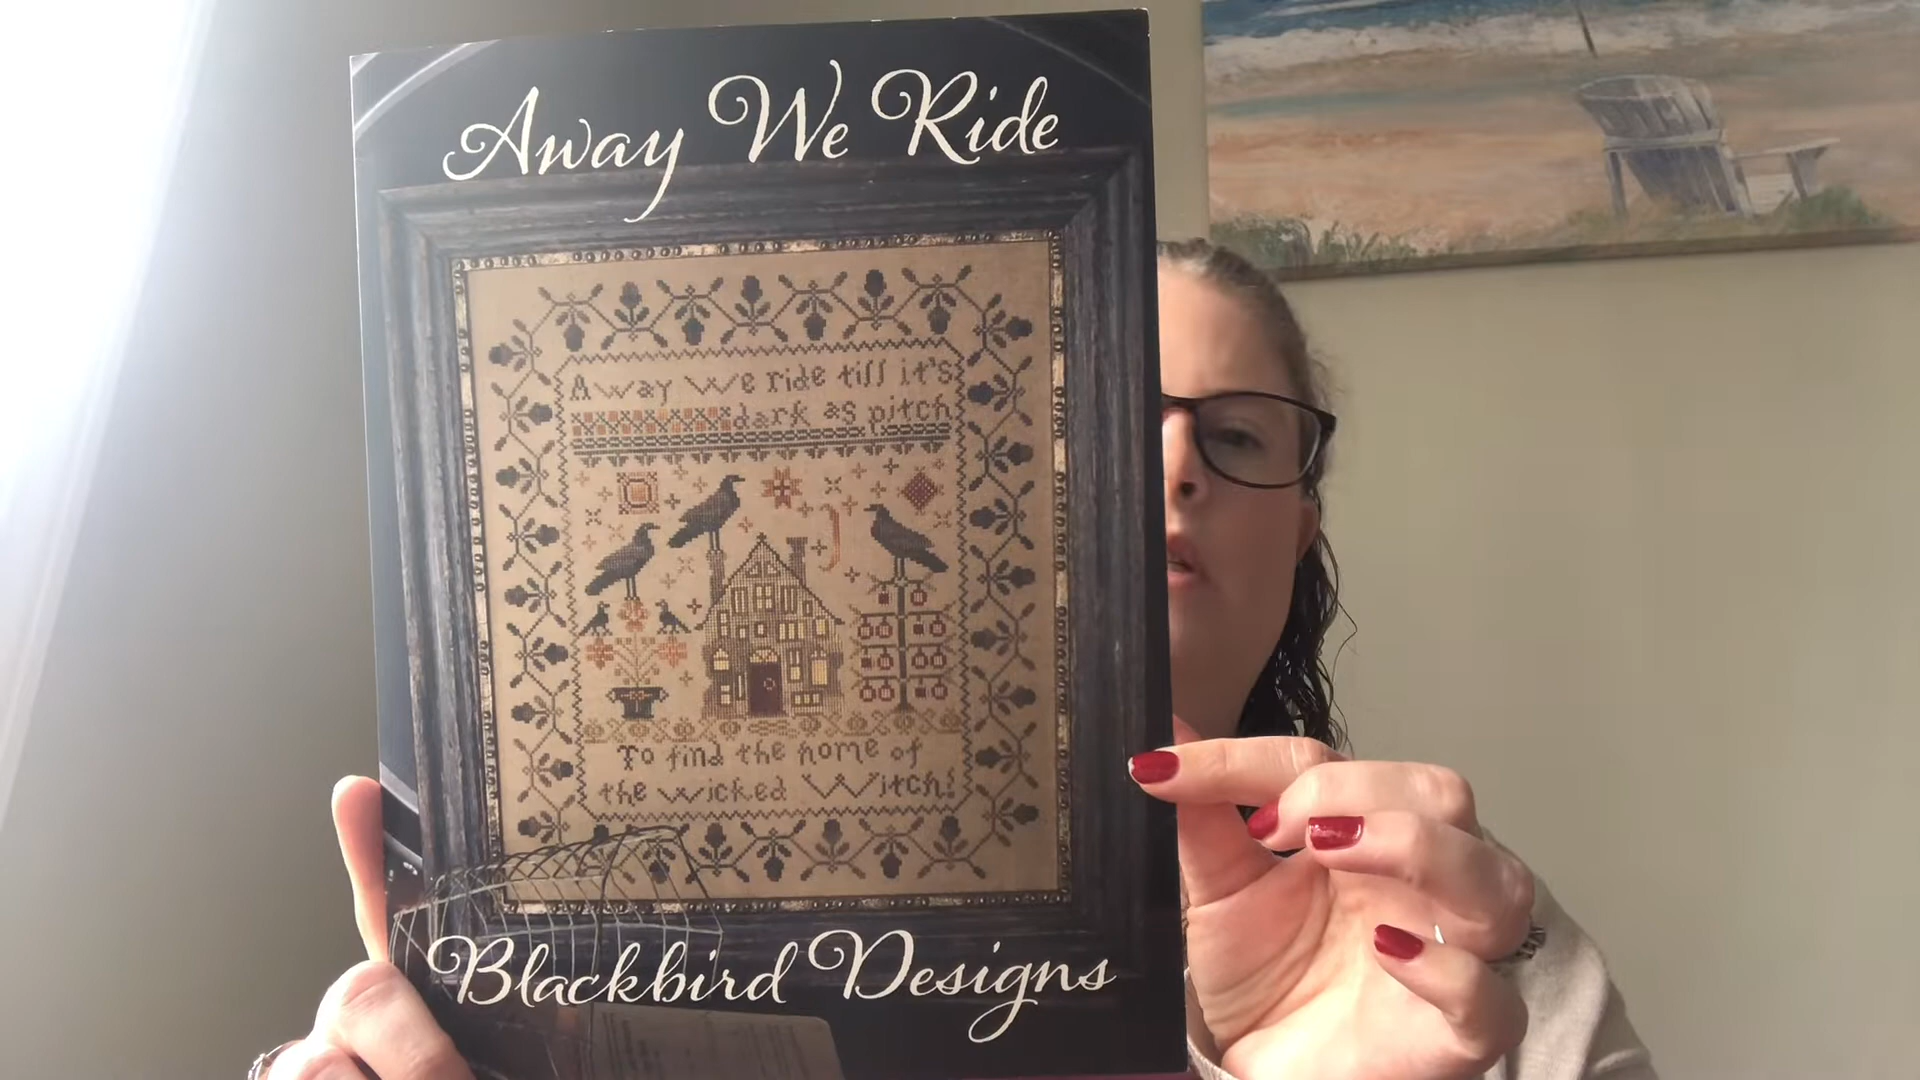 Away We Ride
Away We ride till it's
dark as pitch
To find the home of
the wicked Witch!
Blackbird Designs